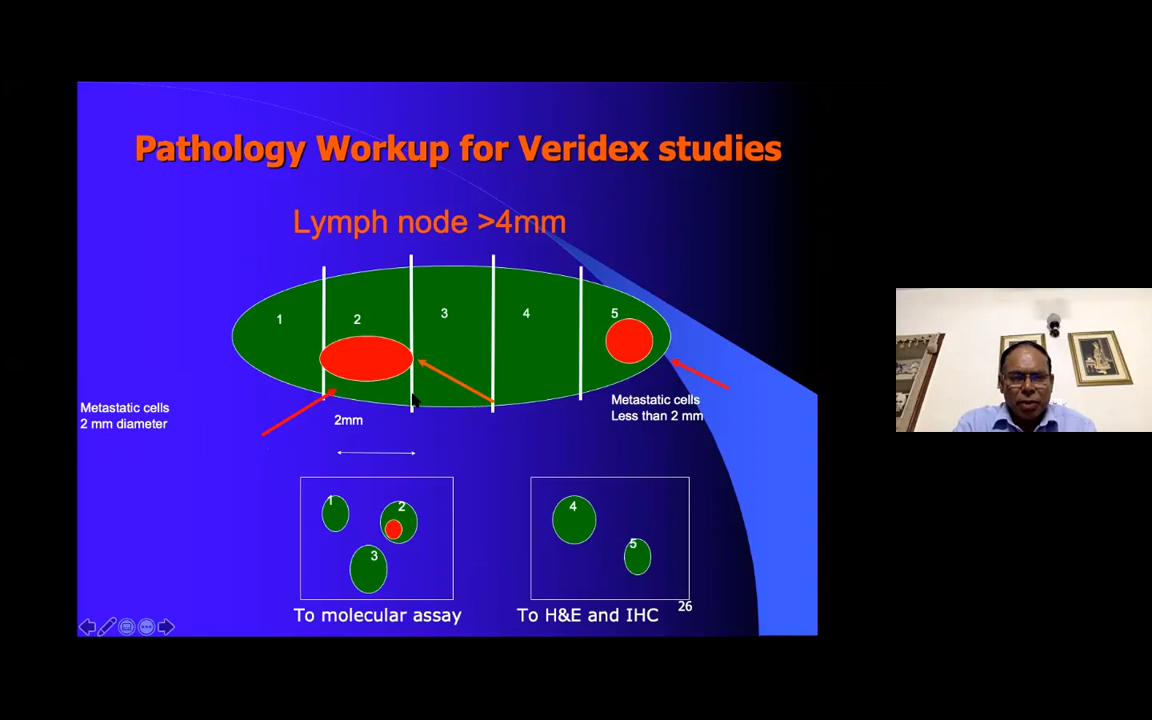 Pathology Workup for Veridex studies
Lymph node >4mm
1
2
3
4
5
Metastatic cells
2 mm diameter
2mm
Metastatic cells
Less than 2 mm
1
2
3
4
5
To molecular assay
To H&E and IHC
26